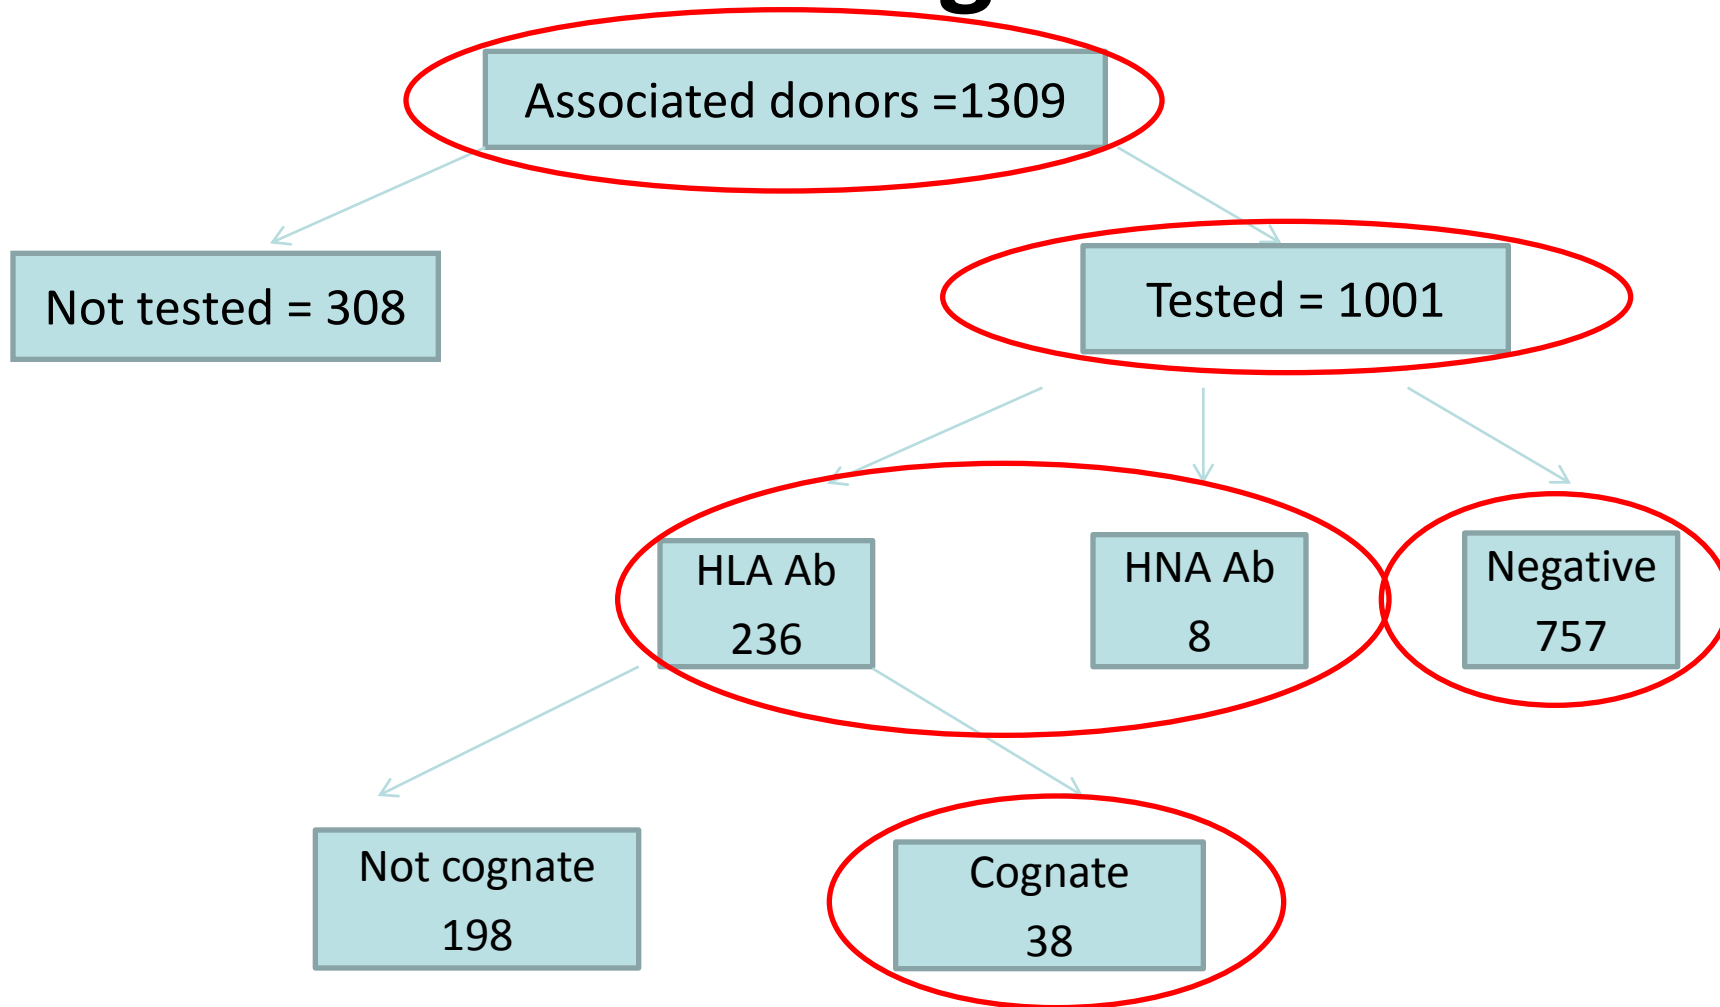 Associated donors =1309
Not tested = 308
Tested = 1001
HLA Ab
236
HNA Ab
8
Negative
757
Not cognate
198
Cognate
38